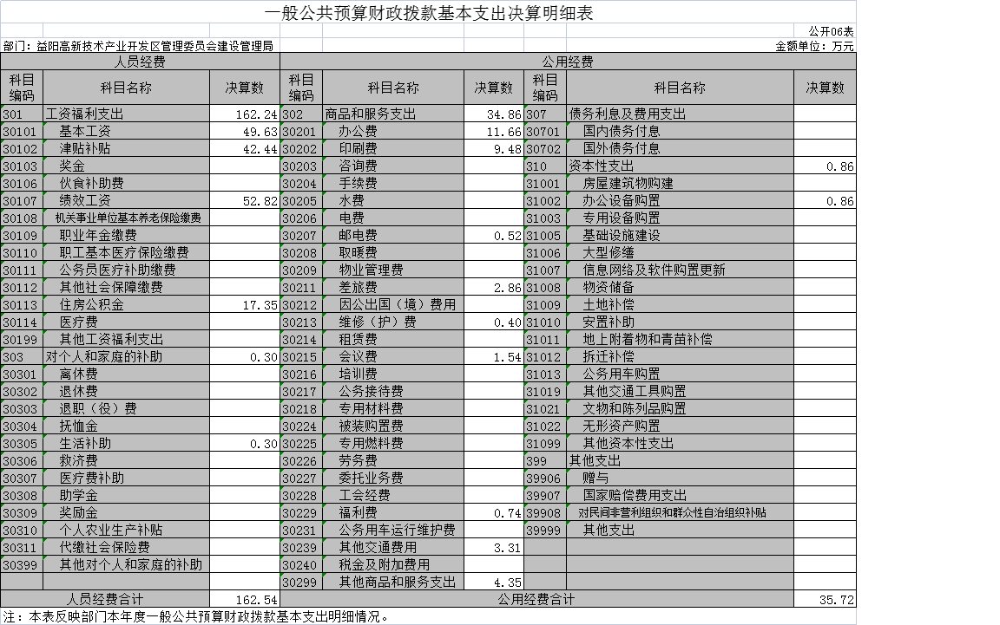 一般公共预算财政拨款基本支出决算明细表
公开06表
部门：益阳高新技术产业开发区管理委员会建设管理局 金额单位：万元
人员经费 公用经费
科目编码 科目名称 决算数 科目编码 科目名称 决算数 科目编码 科目名称 决算数
301 工资福利支出 162.24 302 商品和服务支出 34.86 307 债务利息及费用支出
30101 基本工资 49.63 30201 办公费 11.66 30701 国内债务付息
30102 津贴补贴 42.44 30202 印刷费 9.48 30702 国外债务付息
30103 奖金 30203 咨询费 310 资本性支出 0.86
30106 伙食补助费 30204 手续费 31001 房屋建筑物购建
30107 绩效工资 52.82 30205 水费 31002 办公设备购置 0.86
30108 机关事业单位基本养老保险缴费 30206 电费 31003 专用设备购置
30109 职业年金缴费 30207 邮电费 0.52 31005 基础设施建设
30110 职工基本医疗保险缴费 30208 取暖费 31006 大型修缮
30111 公务员医疗补助缴费 30209 物业管理费 31007 信息网络及软件购置更新
30112 其他社会保障缴费 30211 差旅费 2.86 31008 物资储备
30113 住房公积金 17.35 30212 因公出国（境）费用 31009 土地补偿
30114 医疗费 30213 维修（护）费 0.40 31010 安置补助
30199 其他工资福利支出 30214 租赁费 31011 地上附着物和青苗补偿
303 对个人和家庭的补助 0.30 30215 会议费 1.54 31012 拆迁补偿
30301 离休费 30216 培训费 31013 公务用车购置
30302 退休费 30217 公务接待费 31019 其他交通工具购置
30303 退职（役）费 30218 专用材料费 31021 文物和陈列品购置
30304 抚恤金 30224 被装购置费 31022 无形资产购置
30305 生活补助 0.30 30225 专用燃料费 31099 其他资本性支出
30306 救济费 30226 劳务费 399 其他支出
30307 医疗费补助 30227 委托业务费 39906 赠与
30308 助学金 30228 工会经费 39907 国家赔偿费用支出
30309 奖励金 30229 福利费 0.74 39908 对民间非营利组织和群众性自治组织补贴
30310 个人农业生产补贴 30231 公务用车运行维护费 39999 其他支出
30311 代缴社会保险费 30239 其他交通费用 3.31
30399 其他对个人和家庭的补助 30240 税金及附加费用
30299 其他商品和服务支出 4.35
人员经费合计 162.54 公用经费合计 35.72
注：本表反映部门本年度一般公共预算财政拨款基本支出明细情况。